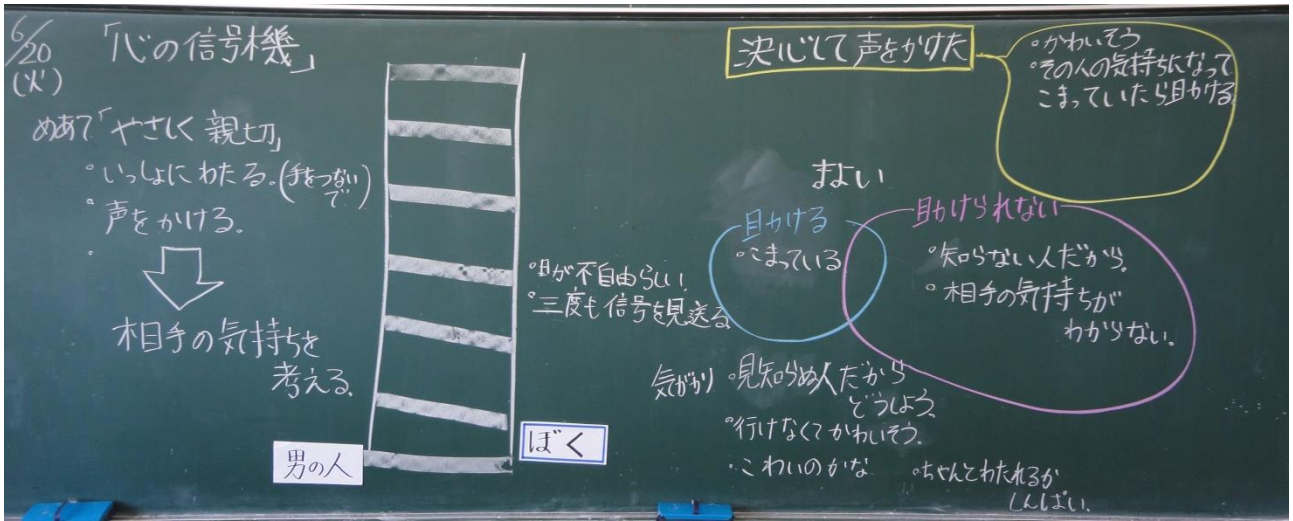 6/20
(火)
「心の信号機」
めあて「やさしく親切」
・いっしょにわたる。(手をつないで)
・声をかける。
・
相手の気持ちを
考える。
男の人
ぼく
・目が不自由らしい。
・三度も信号を見送る
決心して声をかけた
・かわいそう
・その人の気持ちになって
こまっていたら助ける。
まよい
助ける
・こまっている
助けられない
・知らない人だから。
・相手の気持ちが
わからない。
気がかり
・見知らぬ人だから
どうしよう。
・行けなくてかわいそう。
・こわいのかな
・ちゃんとわたれるか
しんぱい。